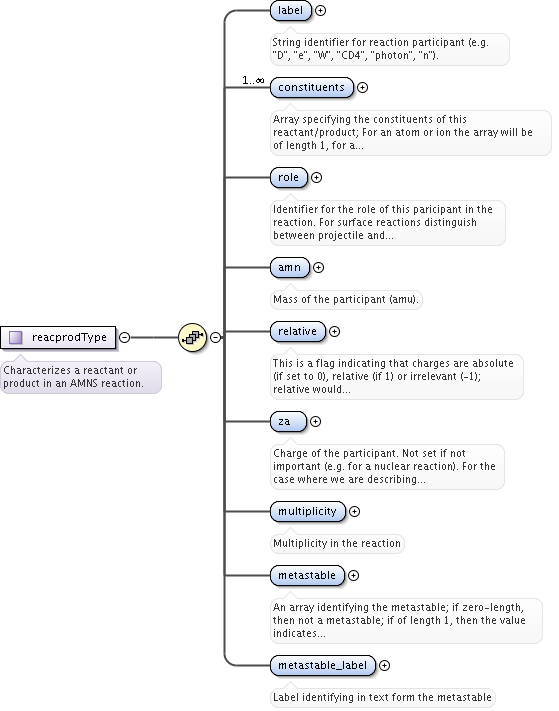 label
String identifier for reaction participant (e.g.
"D", "e", "W", "CD4", "photon", "n").
1..∞
constituents
Array specifying the constituents of this
reactant/product; For an atom or ion the array will be
of length 1, for a...
role
Identifier for the role of this paricipant in the
reaction. For surface reactions distinguish
between projectile and...
amn
Mass of the participant (amu).
reacprodType
Characterizes a reactant or
product in an AMNS reaction.
relative
This is a flag indicating that charges are absolute
(if set to 0), relative (if 1) or irrelevant (-1);
relative would...
za
Charge of the participant. Not set if not
important (e.g. for a nuclear reaction). For the
case where we are describing...
multiplicity
Multiplicity in the reaction
metastable
An array identifying the metastable; if zero-length,
then not a metastable; if of length 1, then the value
indicates...
metastable_label
Label identifying in text form the metastable